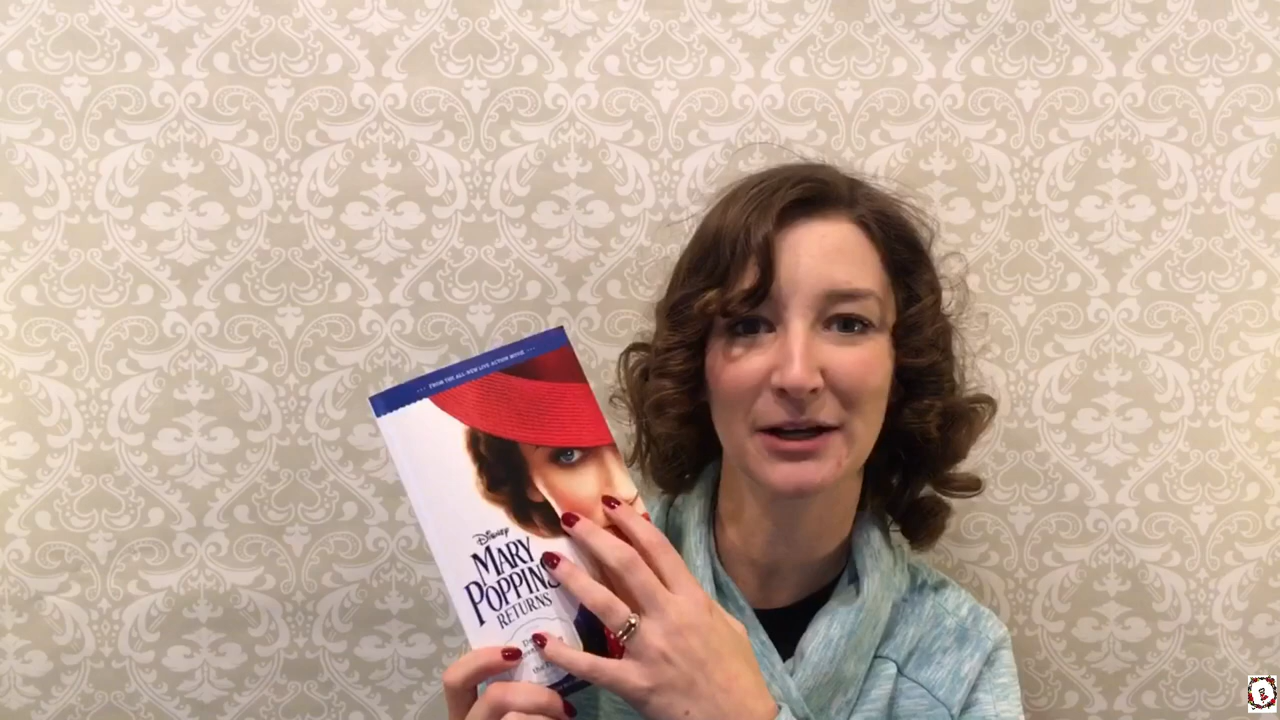 ··· FROM THE ALL-NEW LIVE-ACTION MOVIE ···
Disney
MARY
POPPINS
RETURNS